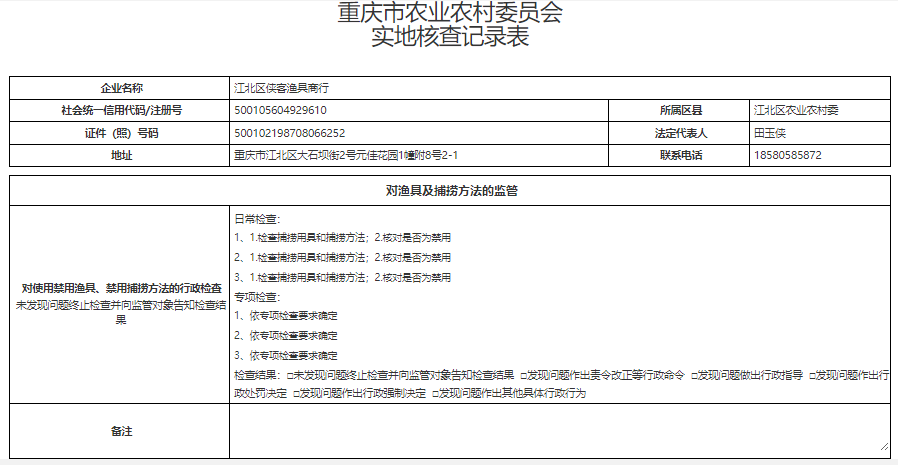 重庆市农业农村委员会
实地核查记录表
企业名称 江北区侠客渔具商行
社会统一信用代码/注册号 500105604929610 所属区县 江北区农业农村委
证件（照）号码 500102198708066252 法定代表人 田玉侠
地址 重庆市江北区大石坝街2号元佳花园1幢附8号2-1 联系电话 18580585872
对渔具及捕捞方法的监管
对使用禁用渔具、禁用捕捞方法的行政检查
未发现问题终止检查并向监管对象告知检查结
果
日常检查：
1、1.检查捕捞用具和捕捞方法；2.核对是否为禁用
2、1.检查捕捞用具和捕捞方法；2.核对是否为禁用
3、1.检查捕捞用具和捕捞方法；2.核对是否为禁用
专项检查：
1、依专项检查要求确定
2、依专项检查要求确定
3、依专项检查要求确定
检查结果：□未发现问题终止检查并向监管对象告知检查结果 □发现问题作出责令改正等行政命令 □发现问题做出行政指导 □发现问题作出行
政处罚决定 □发现问题作出行政强制决定 □发现问题作出其他具体行政行为
备注